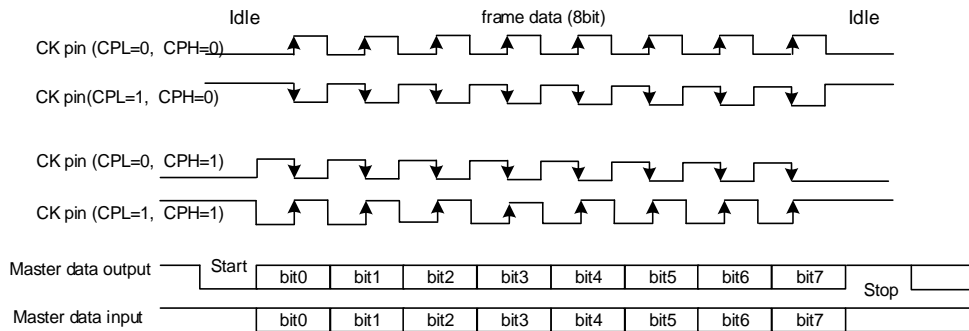 Idle frame data (8bit) Idle
CK pin (CPL=0, CPH=0)
CK pin(CPL=1, CPH=0)
CK pin (CPL=0, CPH=1)
CK pin (CPL=1, CPH=1)
Master data output Start bit0 bit1 bit2 bit3 bit4 bit5 bit6 bit7 Stop
Master data input bit0 bit1 bit2 bit3 bit4 bit5 bit6 bit7